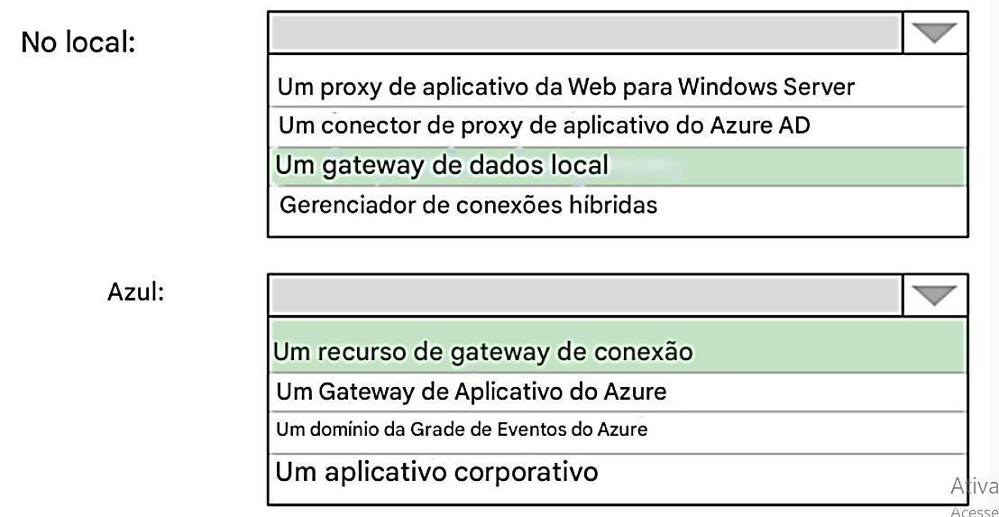 No local:
Um proxy de aplicativo da Web para Windows Server
Um conector de proxy de aplicativo do Azure AD
Um gateway de dados local
Gerenciador de conexões híbridas
Azul:
Um recurso de gateway de conexão
Um Gateway de Aplicativo do Azure
Um domínio da Grade de Eventos do Azure
Um aplicativo corporativo
Ativa
Acesse